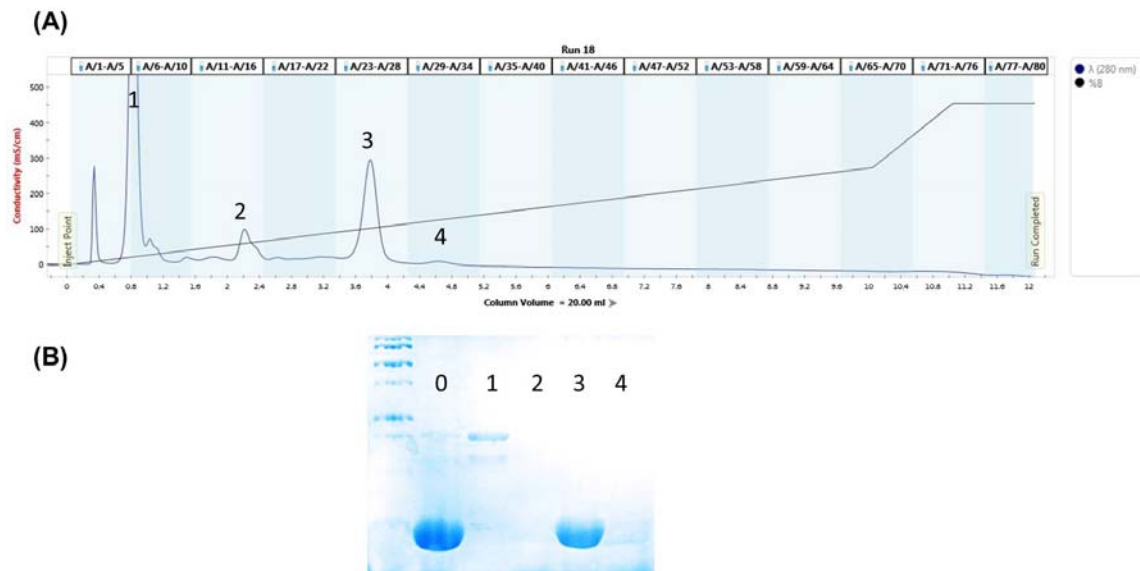 (A)
Run 18
A/1-A/5 A/6-A/10 A/11-A/16 A/17-A/22 A/23-A/28 A/29-A/34 A/35-A/40 A/41-A/46 A/47-A/52 A/53-A/58 A/59-A/64 A/65-A/70 A/71-A/76 A/77-A/80
λ (280 nm)
%B
Conductivity (mS/cm)
500
400
300
200
100
0
1
2
3
4
Inject Point
Run Completed
0 0.4 0.8 1.2 1.6 2 2.4 2.8 3.2 3.6 4 4.4 4.8 5.2 5.6 6 6.4 6.8 7.2 7.6 8 8.4 8.8 9.2 9.6 10 10.4 10.8 11.2 11.6 12
Column Volume = 20.00 ml
(B)
0 1 2 3 4